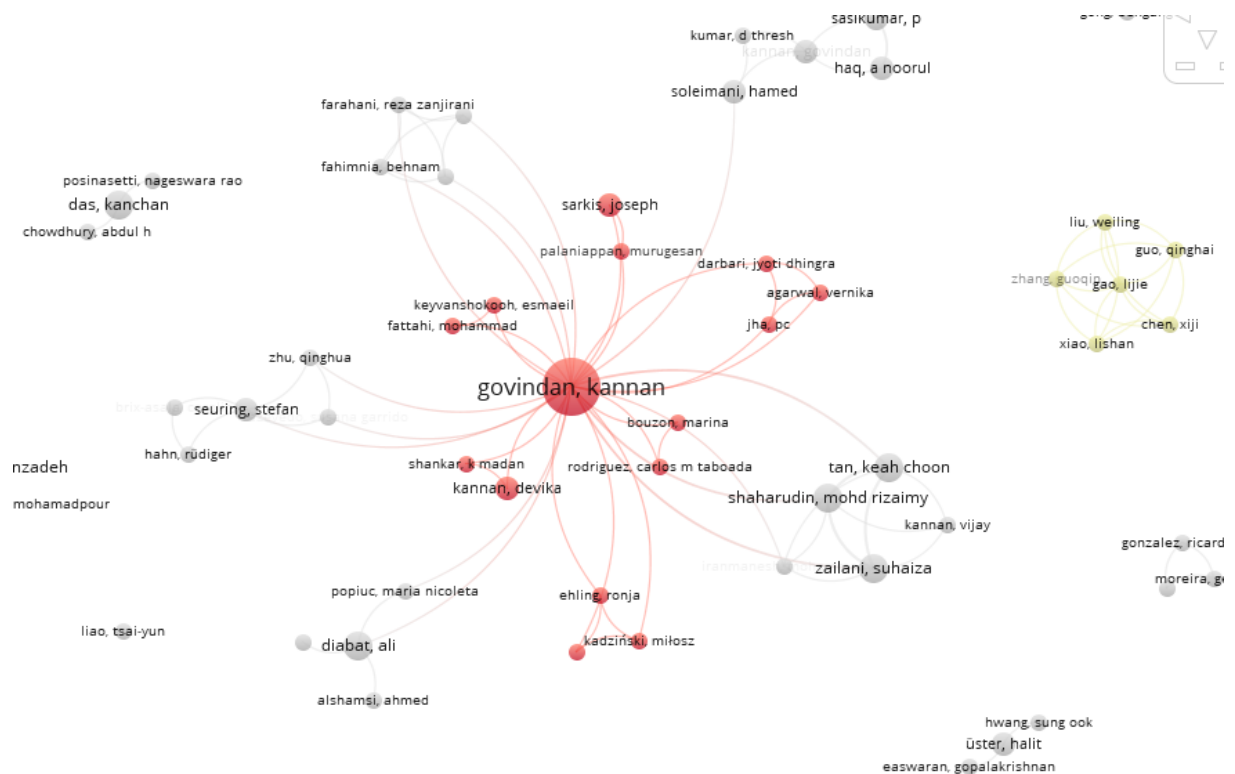 sasikumar, p
kumar, d thresh
kannan, govindan
haq, a noorul
soleimani, hamed
farahani, reza zanjirani
fahimnia, behnam
posinasetti, nageswara rao
das, kanchan
chowdhury, abdul h
sarkis, joseph
palaniappan, murugesan
darbari, jyoti dhingra
agarwal, vernika
jha, pc
liu, weiling
guo, qinghai
zhang, guoqin
gao, lijie
chen, xiji
xiao, lishan
keyvanshokooh, esmaeil
fattahi, mohammad
zhu, qinghua
govindan, kannan
seuring, stefan
garrido
hahn, rüdiger
bouzon, marina
shankar, k madan
rodriguez, carlos m taboada
kannan, devika
nzadeh
mohamadpour
tan, keah choon
shaharudin, mohd rizaimy
kannan, vijay
zailani, suhaiza
gonzalez, ricard
moreira, ge
popiuc, maria nicoleta
ehling, ronja
liao, tsai-yun
diabat, ali
kadziński, miłosz
alshamsi, ahmed
hwang, sung ook
üster, halit
easwaran, gopalakrishnan